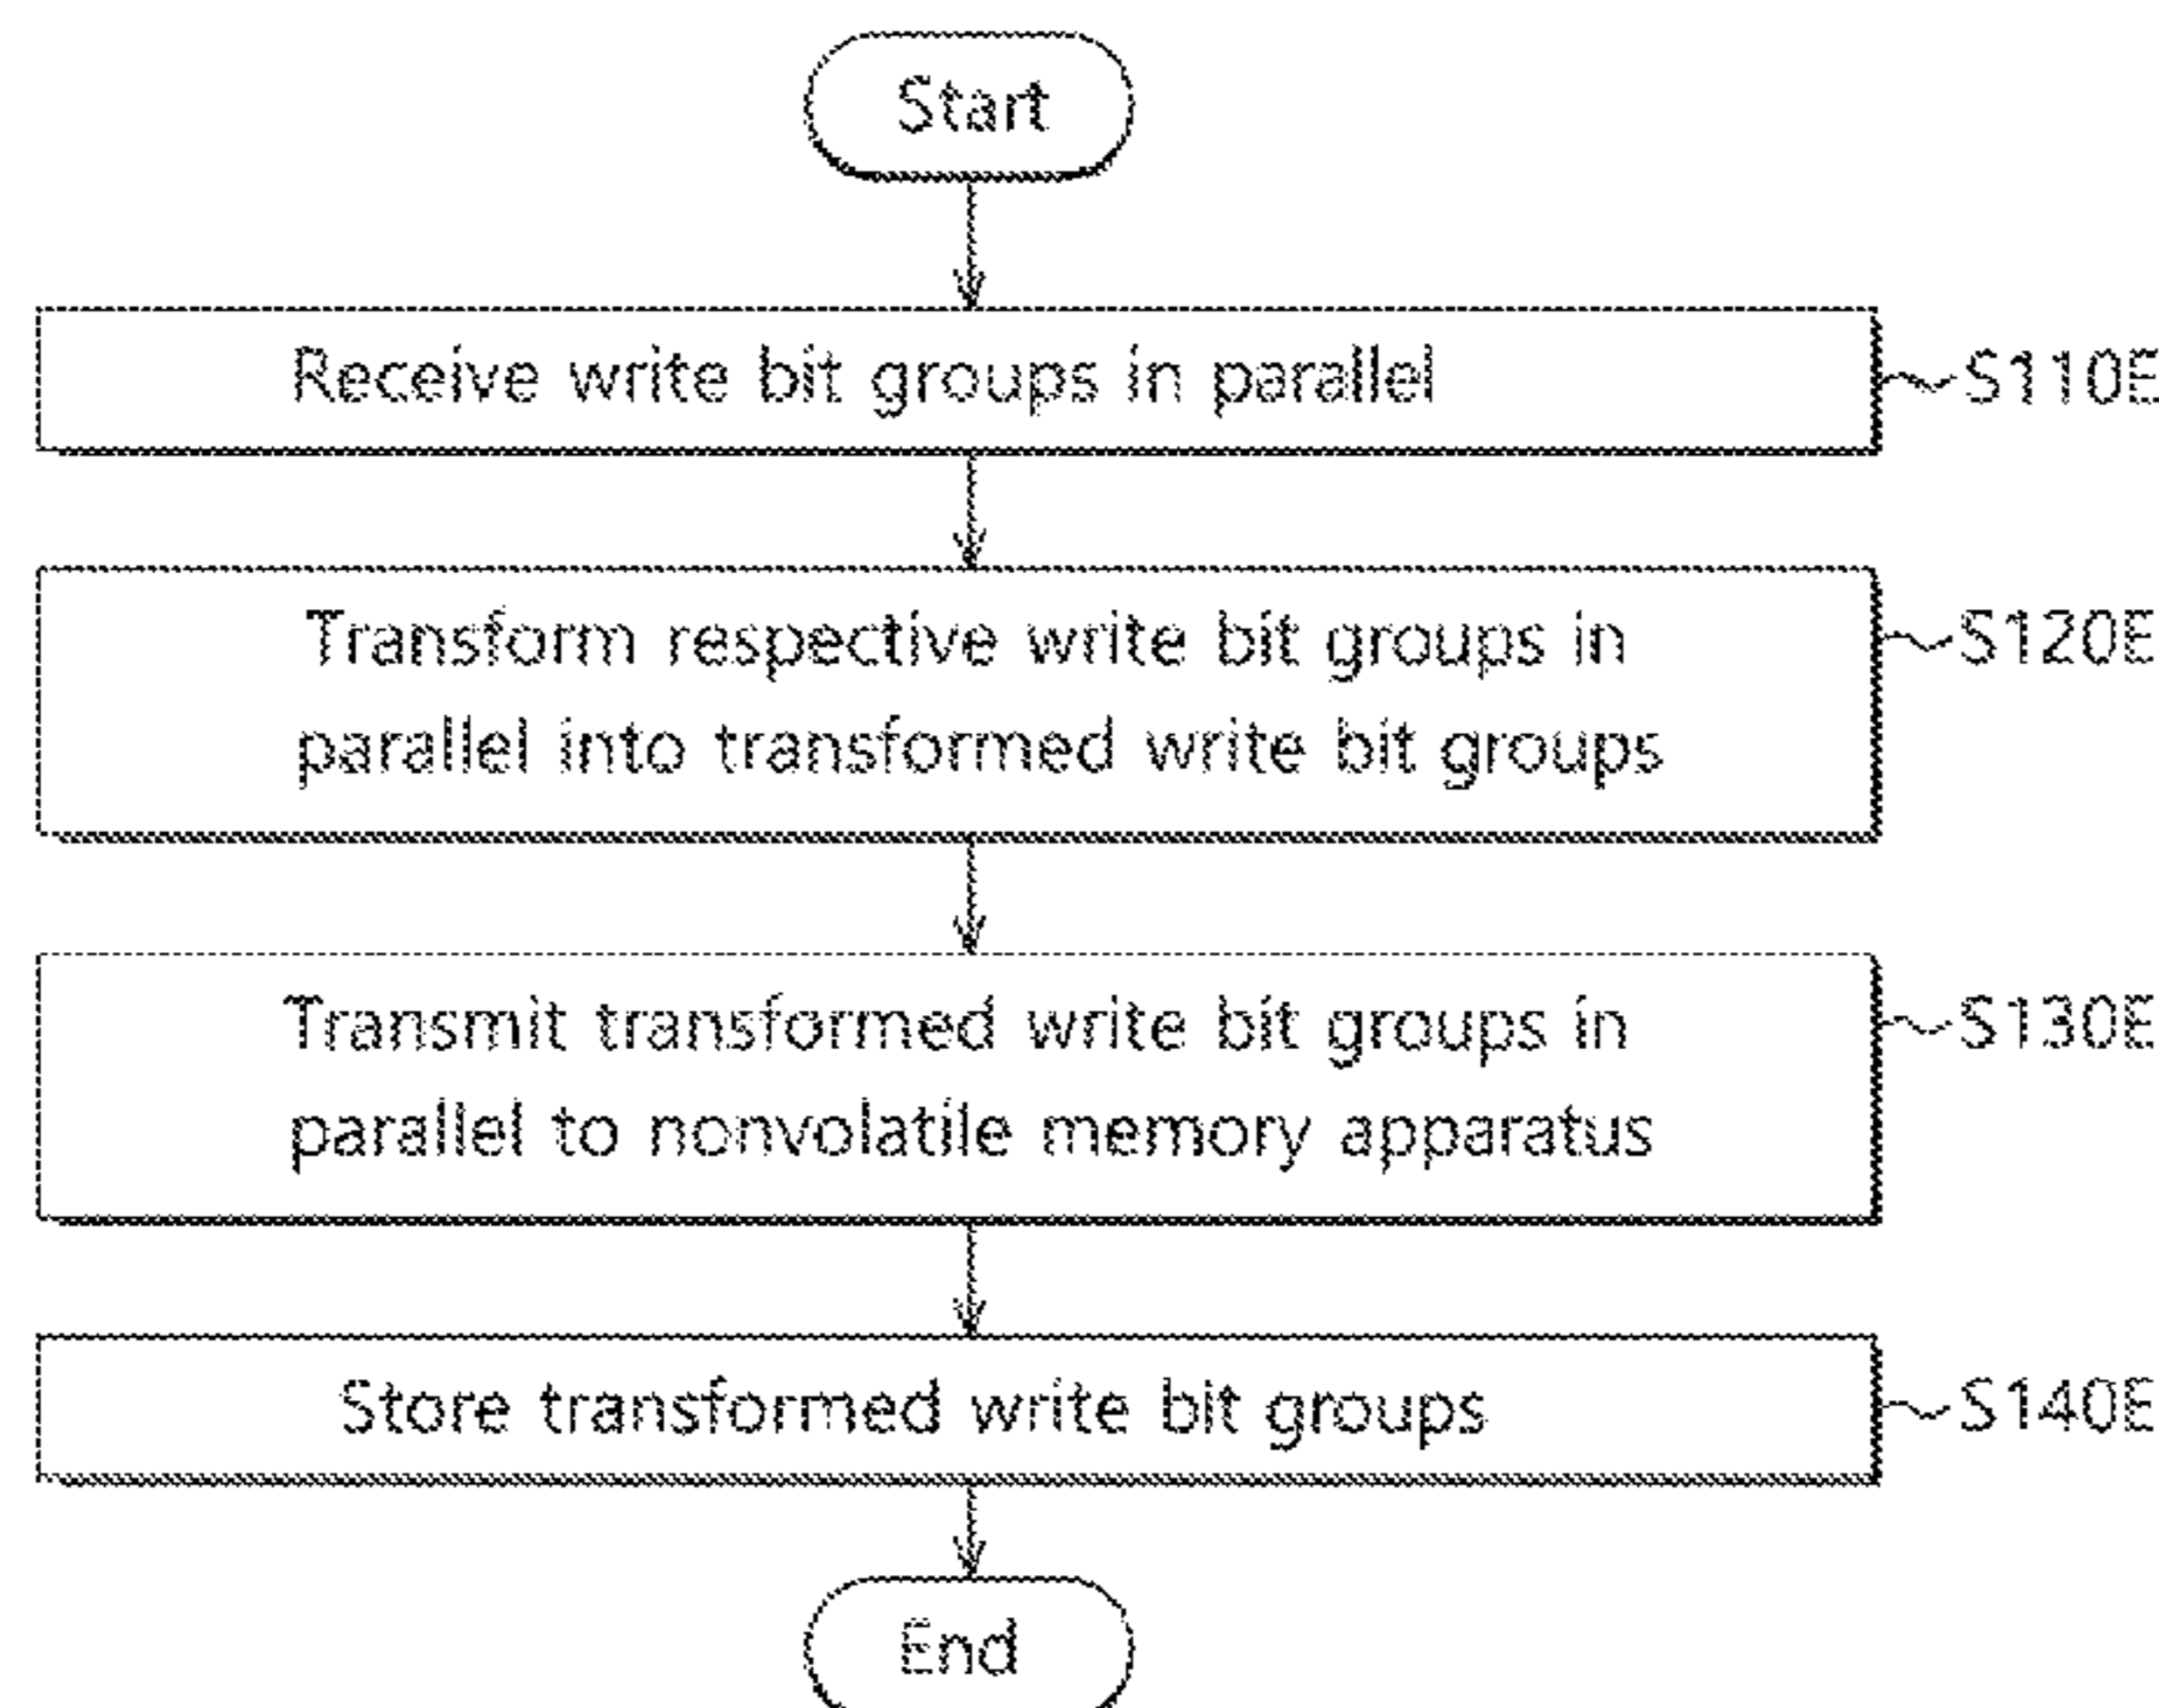 Start
Receive write bit groups in parallel
S110E
Transform respective write bit groups in
S120E
parallel into transformed write bit groups
Transmit transformed write bit groups in
S130E
parallel to nonvolatile memory apparatus
Store transformed write bit groups
S140E
End